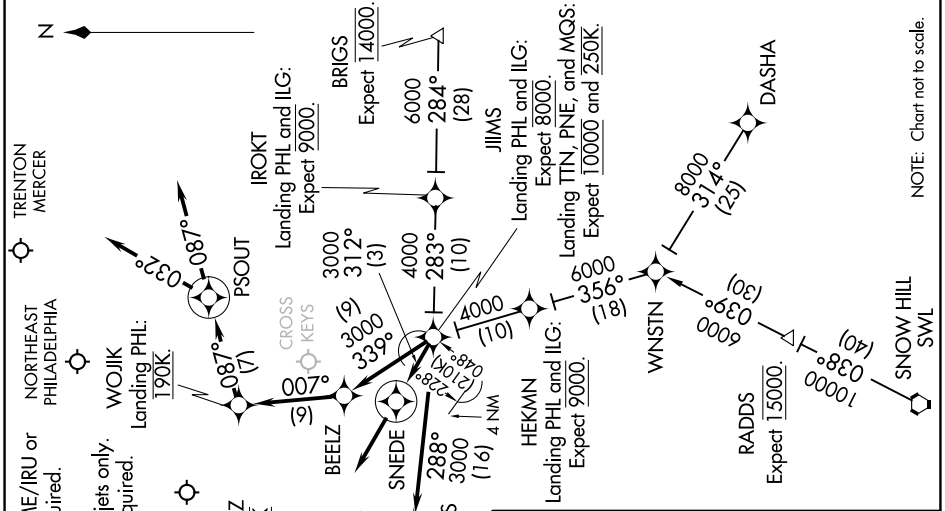 N
TRENTON
MERCER
NORTHEAST
PHILADELPHIA
ME/IRU or
uired.
jets only.
quired.
WOJIK
Landing PHL:
190K.
087°
(7)
032°
087°
PSOUT
CROSS
KEYS
007°
(9)
BEELZ
SNEDE
339°
3000
(9)
3000
312°
(3)
IROKT
Landing PHL and ILG:
Expect 9000.
BRIGS
Expect 14000.
6000
284°
(28)
4000
283°
(10)
JIIMS
Landing PHL and ILG:
Expect 8000.
Landing TTN, PNE, and MQS:
Expect 10000 and 250K.
228°
048°
(210K)
4 NM
288°
3000
(16)
4000
(10)
HEKMN
Landing PHL and ILG:
Expect 9000.
6000
356°
(18)
WNSTN
8000
314°
(25)
DASHA
6000
039°
(30)
RADDS
Expect 15000.
10000
038°
(40)
SNOW HILL
SWL
NOTE: Chart not to scale.